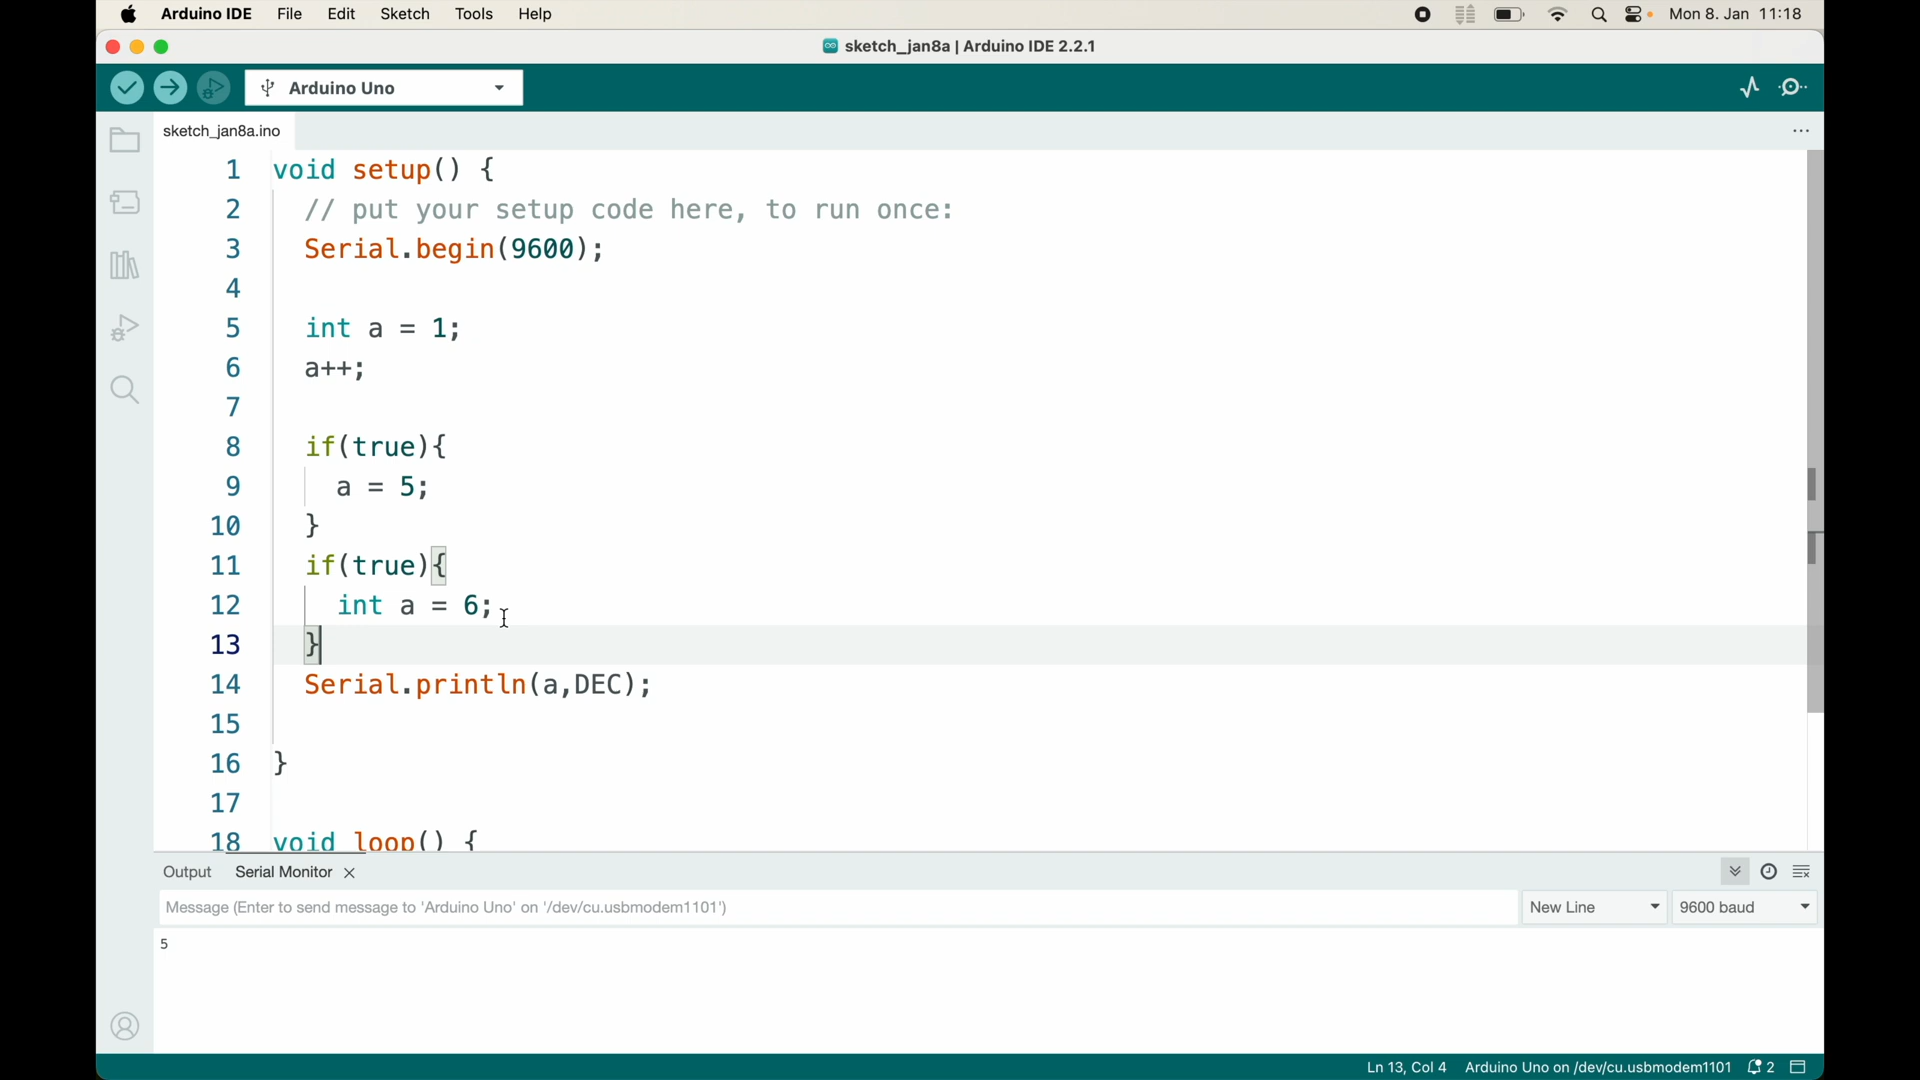 Arduino IDE File Edit Sketch Tools Help Mon 8. Jan 11:18
sketch_jan8a | Arduino IDE 2.2.1
Arduino Uno
sketch_jan8a.ino
1 void setup() {
2 // put your setup code here, to run once:
3 Serial.begin(9600);
4
5 int a = 1;
6 a++;
7
8 if(true){
9 a = 5;
10 }
11 if(true){
12 int a = 6;
13 }
14 Serial.println(a,DEC);
15
16 }
17
18 void loop() {
Output Serial Monitor
Message (Enter to send message to 'Arduino Uno' on '/dev/cu.usbmodem1101') New Line 9600 baud
5
Ln 13, Col 4 Arduino Uno on /dev/cu.usbmodem1101 2